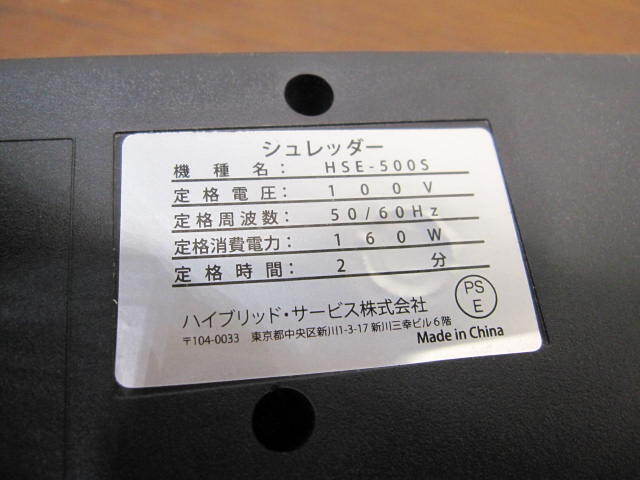 シュレッダー
機種名： HSE-500S
定格電圧： 100V
定格周波数： 50/60Hz
定格消費電力： 160W
定格時間： 2 分
PS
E
ハイブリッド・サービス株式会社
〒104-0033 東京都中央区新川1-3-17 新川三幸ビル6階
Made in China